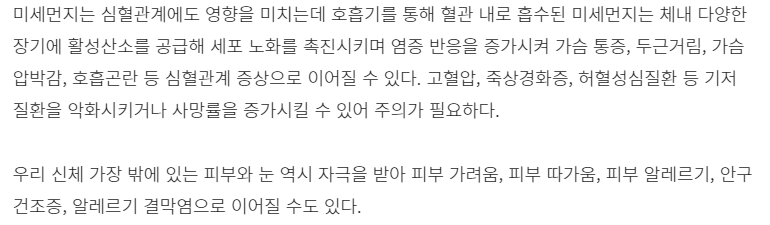 미세먼지는 심혈관계에도 영향을 미치는데 호흡기를 통해 혈관 내로 흡수된 미세먼지는 체내 다양한
장기에 활성산소를 공급해 세포 노화를 촉진시키며 염증 반응을 증가시켜 가슴 통증, 두근거림, 가슴
압박감, 호흡곤란 등 심혈관계 증상으로 이어질 수 있다. 고혈압, 죽상경화증, 허혈성심질환 등 기저
질환을 악화시키거나 사망률을 증가시킬 수 있어 주의가 필요하다.
우리 신체 가장 밖에 있는 피부와 눈 역시 자극을 받아 피부 가려움, 피부 따가움, 피부 알레르기, 안구
건조증, 알레르기 결막염으로 이어질 수도 있다.